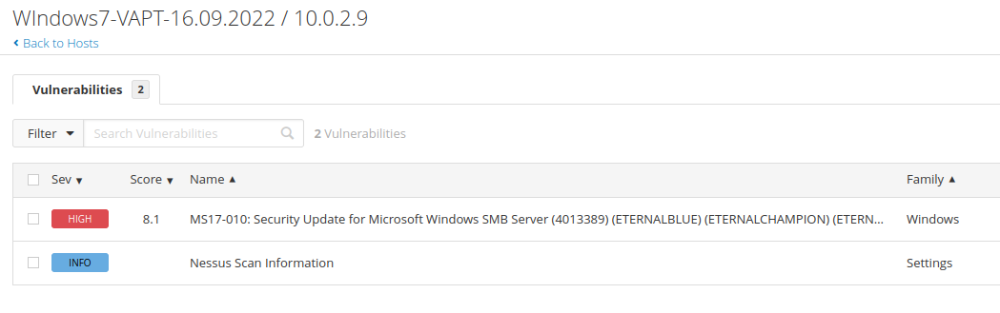 WIndows7-VAPT-16.09.2022 / 10.0.2.9
Back to Hosts
Vulnerabilities 2
Filter Search Vulnerabilities 2 Vulnerabilities
Sev Score Name Family
HIGH 8.1 MS17-010: Security Update for Microsoft Windows SMB Server (4013389) (ETERNALBLUE) (ETERNALCHAMPION) (ETERN... Windows
INFO Nessus Scan Information Settings